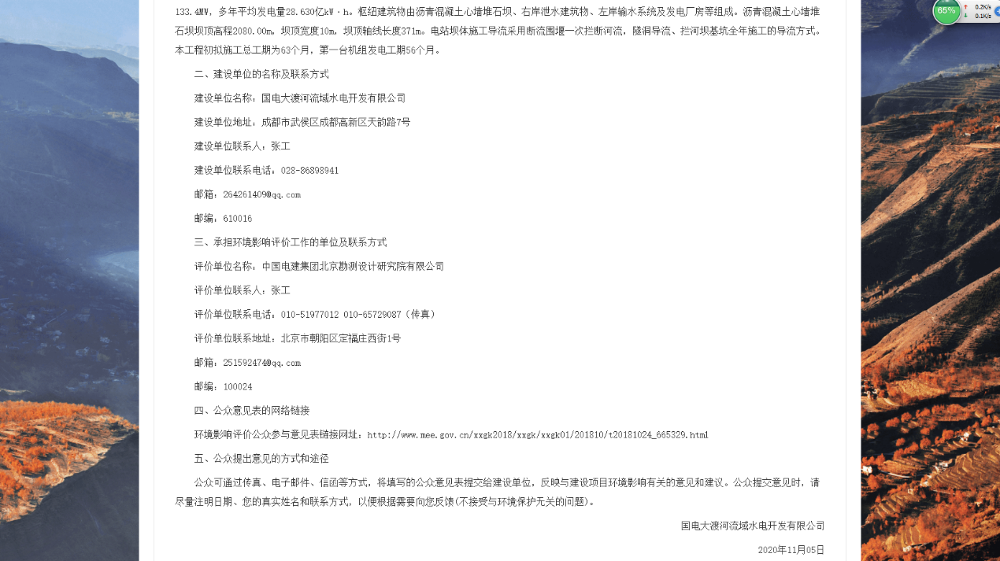 133.4MW，多年平均发电量28.630亿kW·h。枢纽建筑物由沥青混凝土心墙堆石坝、右岸泄水建筑物、左岸输水系统及发电厂房等组成。沥青混凝土心墙堆
石坝坝顶高程2080.00m，坝顶宽度10m，坝顶轴线长度371m。电站坝体施工导流采用断流围堰一次拦断河流，隧洞导流、拦河坝基坑全年施工的导流方式。
本工程初拟施工总工期为63个月，第一台机组发电工期56个月。
二、建设单位的名称及联系方式
建设单位名称：国电大渡河流域水电开发有限公司
建设单位地址：成都市武侯区成都高新区天韵路7号
建设单位联系人：张工
建设单位联系电话：028-86898941
邮箱：264261409@qq.com
邮编：610016
三、承担环境影响评价工作的单位及联系方式
评价单位名称：中国电建集团北京勘测设计研究院有限公司
评价单位联系人：张工
评价单位联系电话：010-51977012 010-65729087（传真）
评价单位联系地址：北京市朝阳区定福庄西街1号
邮箱：251592474@qq.com
邮编：100024
四、公众意见表的网络链接
环境影响评价公众参与意见表链接网址：http://www.mee.gov.cn/xxgk2018/xxgk/xxgk01/201810/t20181024_665329.html
五、公众提出意见的方式和途径
公众可通过传真、电子邮件、信函等方式，将填写的公众意见表提交给建设单位，反映与建设项目环境影响有关的意见和建议。公众提交意见时，请
尽量注明日期、您的真实姓名和联系方式，以便根据需要向您反馈(不接受与环境保护无关的问题)。
国电大渡河流域水电开发有限公司
2020年11月05日
65%
0.2K/s
0.1K/s